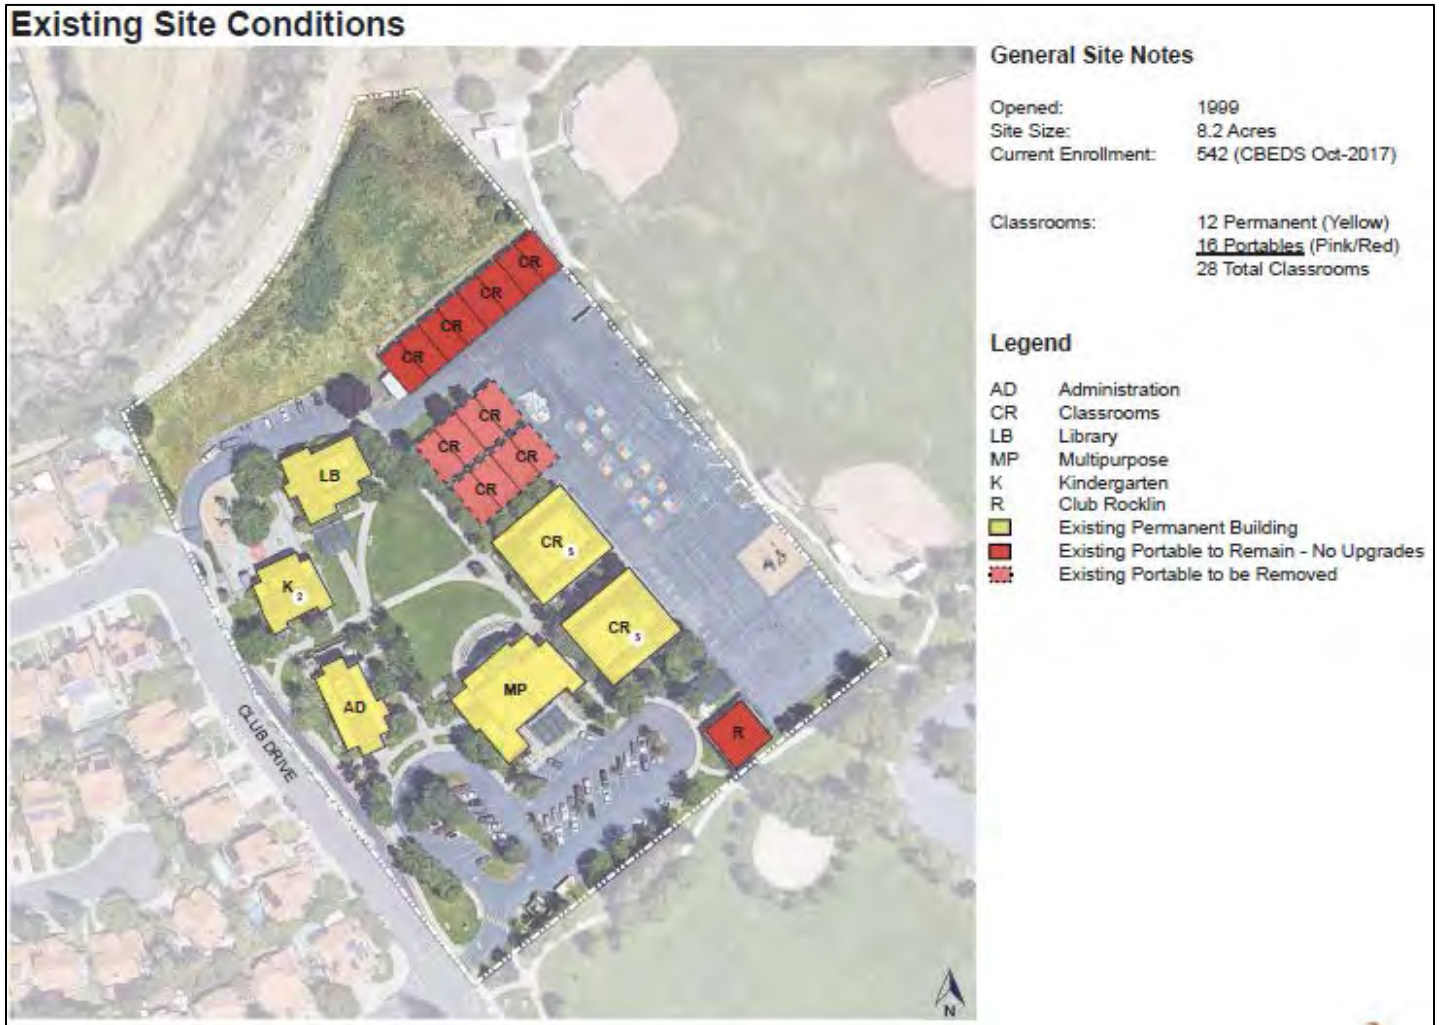 Existing Site Conditions
General Site Notes
Opened: 1999
Site Size: 8.2 Acres
Current Enrollment: 542 (CBEDS Oct-2017)
Classrooms: 12 Permanent (Yellow)
16 Portables (Pink/Red)
28 Total Classrooms
Legend
AD Administration
CR Classrooms
LB Library
MP Multipurpose
K Kindergarten
R Club Rocklin
Existing Permanent Building
Existing Portable to Remain - No Upgrades
Existing Portable to be Removed
CR
CR
CR
CR
CR
CR
CR
CR
LB
CR 5
K 2
CR 5
MP
AD
R
CLUB DRIVE
N